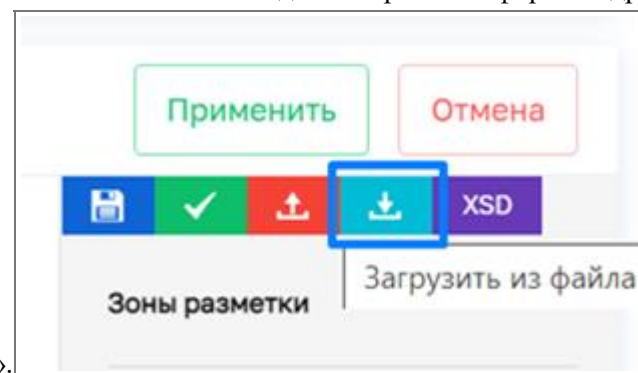 Применить Отмена
XSD
Загрузить из файла
Зоны разметки
».